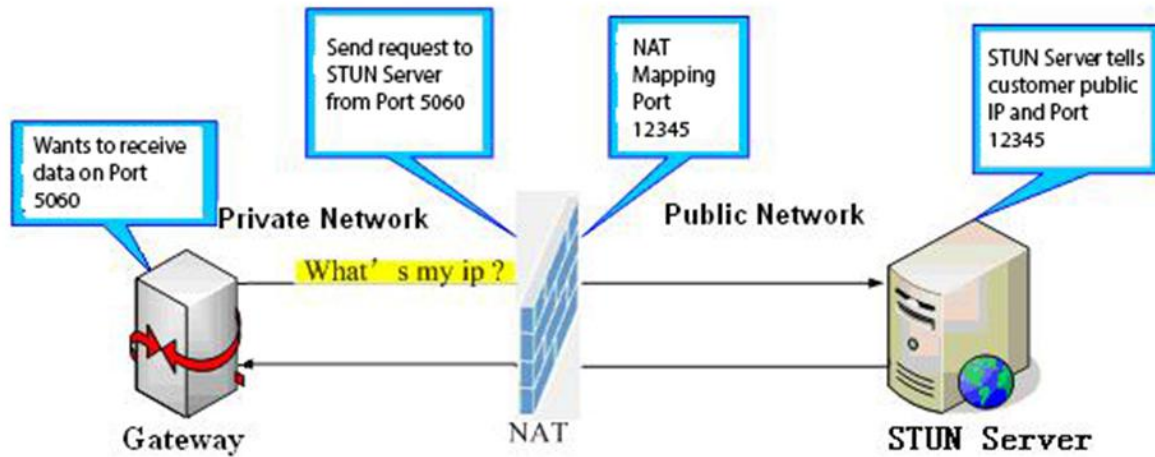 Wants to receive
data on Port
5060
Send request to
STUN Server
from Port 5060
NAT
Mapping
Port
12345
STUN Server tells
customer public
IP and Port
12345
Private Network
Public Network
What’s my ip?
Gateway
NAT
STUN Server